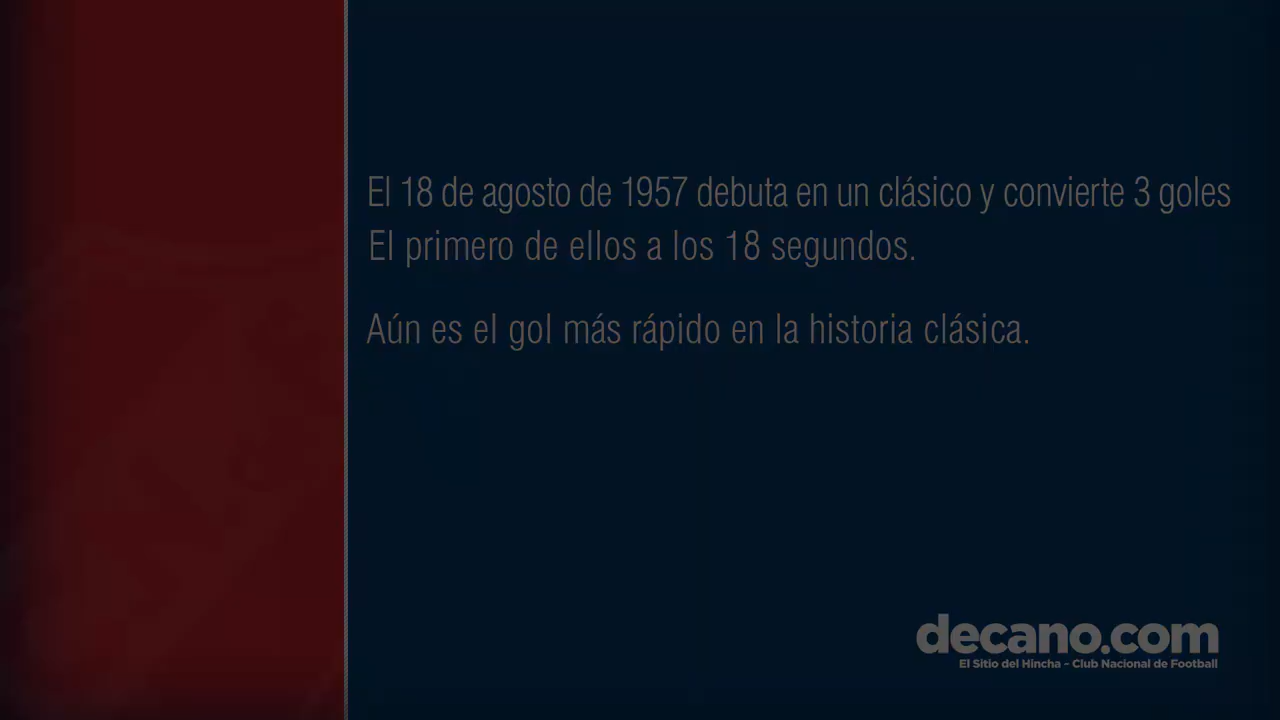 El 18 de agosto de 1957 debuta en un clásico y convierte 3 goles
El primero de ellos a los 18 segundos.
Aún es el gol más rápido en la historia clásica.
decano.com
El Sitio del Hincha - Club Nacional de Football